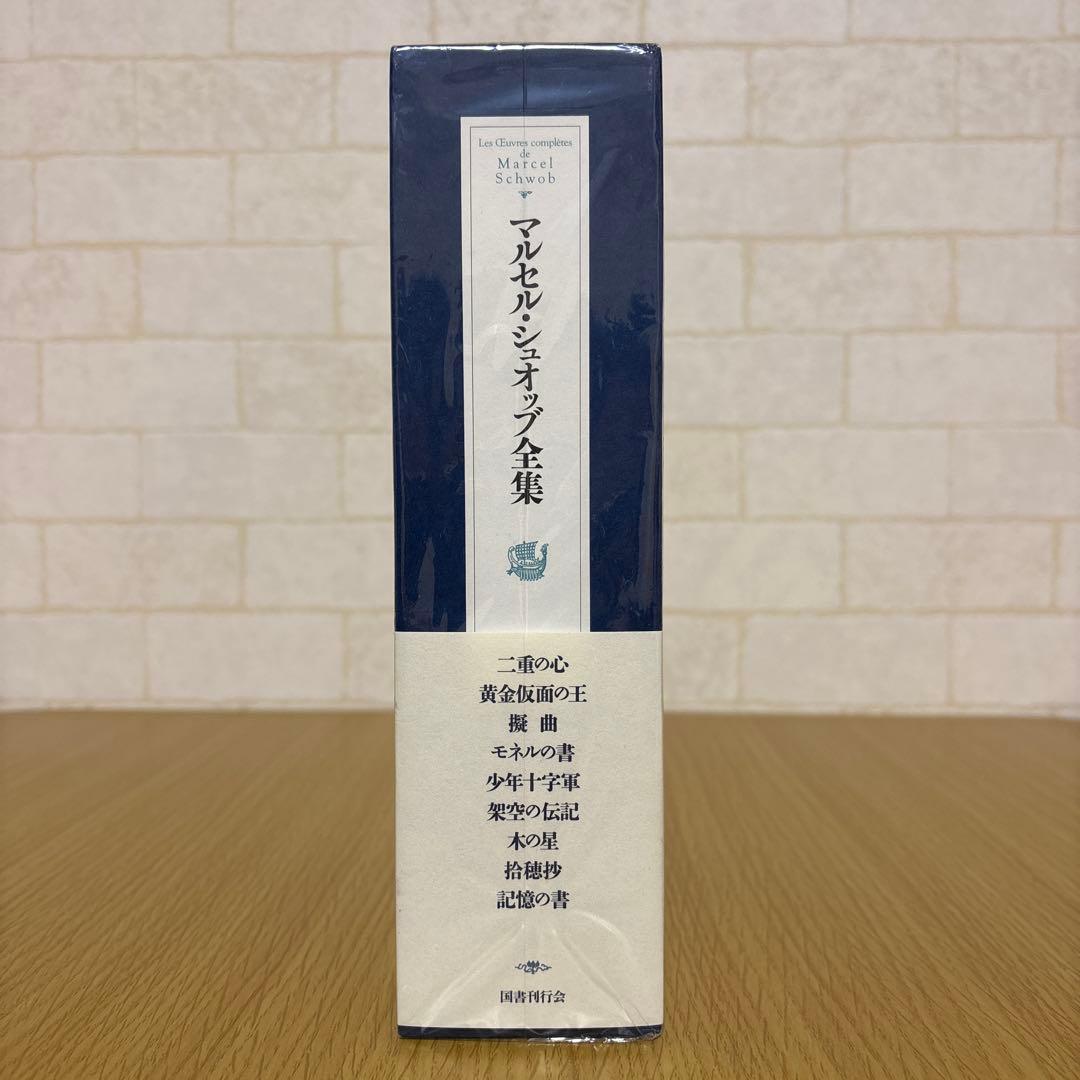 Les Œuvres complètes
de
Marcel
Schwob
マルセル・シュオッブ全集
二重の心
黄金仮面の王
擬曲
モネルの書
少年十字軍
架空の伝記
木の星
拾穂抄
記憶の書
国書刊行会